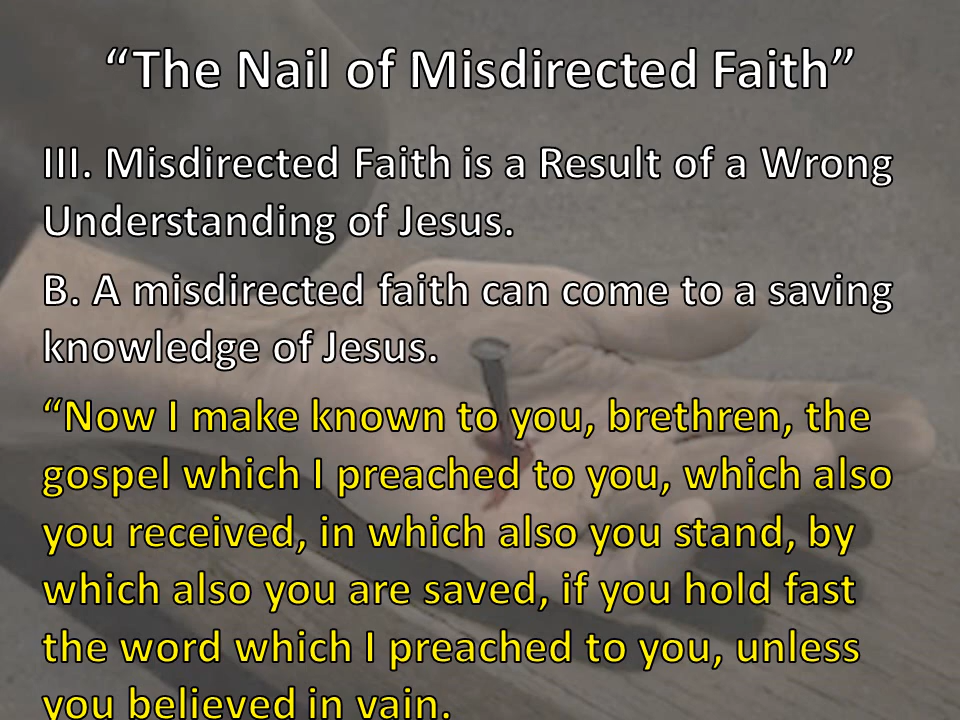 “The Nail of Misdirected Faith”
III. Misdirected Faith is a Result of a Wrong
Understanding of Jesus.
B. A misdirected faith can come to a saving
knowledge of Jesus.
“Now I make known to you, brethren, the
gospel which I preached to you, which also
you received, in which also you stand, by
which also you are saved, if you hold fast
the word which I preached to you, unless
you believed in vain.